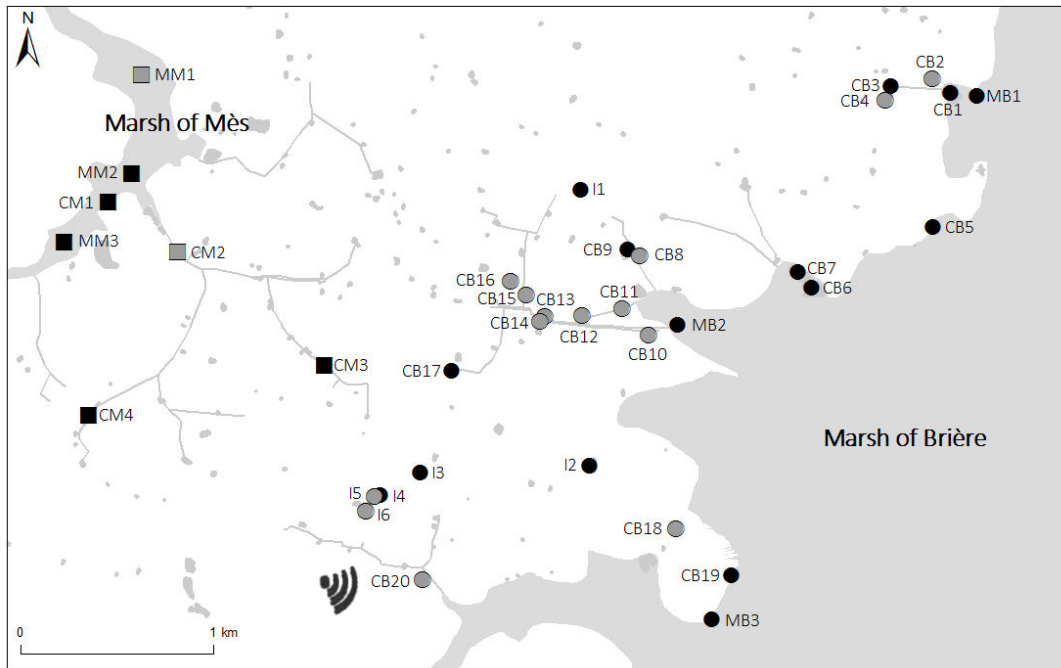 N
MM1
CB2
CB3
CB4
CB1
MB1
Marsh of Mès
MM2
I1
CM1
CB5
MM3
CM2
CB9
CB8
CB7
CB16
CB6
CB15
CB13
CB11
CB14
MB2
CB12
CB10
CM3
CB17
CM4
Marsh of Brière
I2
I3
I5
I4
I6
CB18
CB20
CB19
MB3
0
1 km